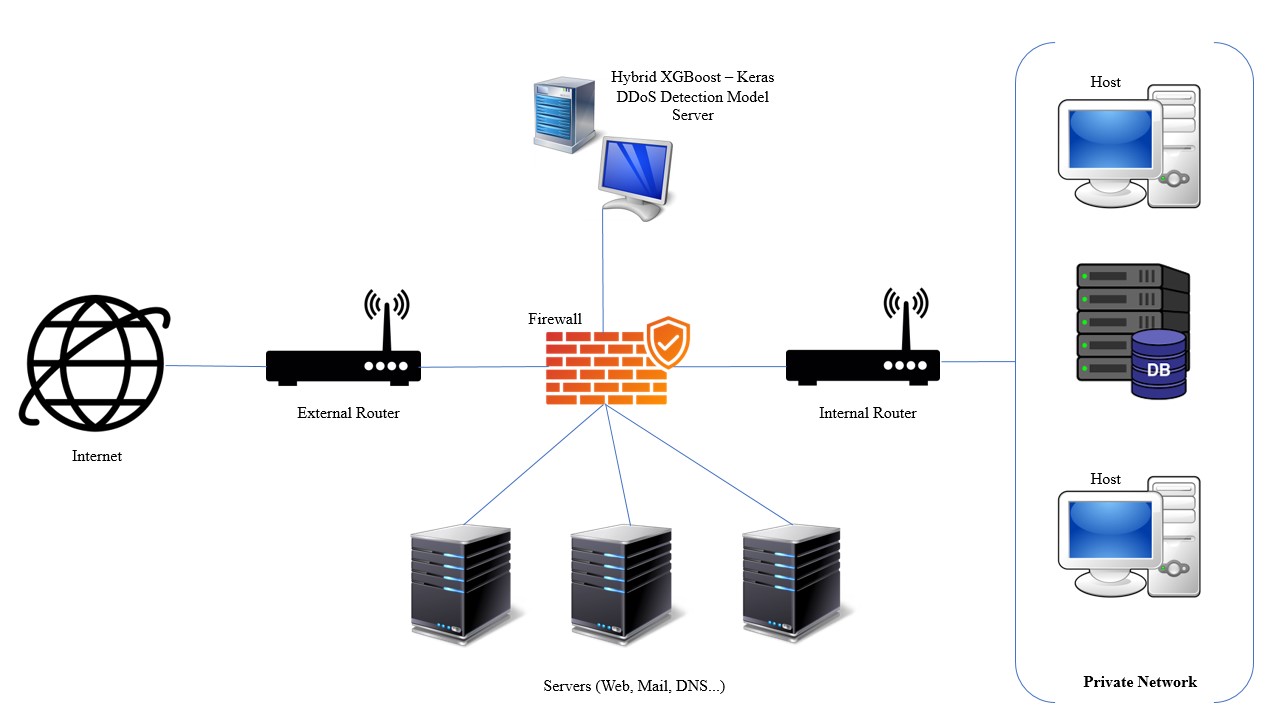 Hybrid XGBoost – Keras
DDoS Detection Model
Server
Host
Firewall
DB
External Router
Internal Router
Internet
Host
Servers (Web, Mail, DNS...)
Private Network